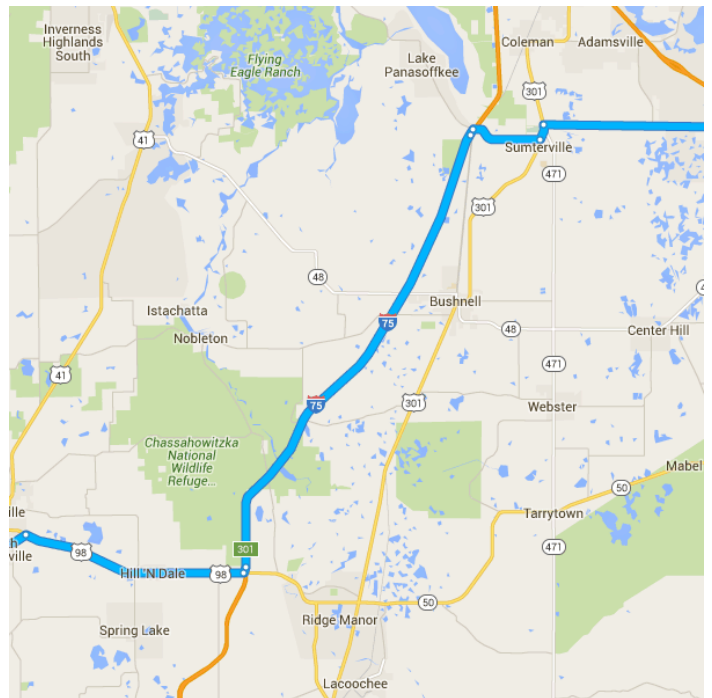 Inverness
Highlands
South
Flying
Eagle Ranch
Lake
Panasoffkee
Coleman
Adamsville
301
41
Sumterville
471
301
48
Istachatta
Bushnell
75
48
Center Hill
Nobleton
471
41
75
301
Webster
Chassahowitzka
National
Wildlife
Refuge...
Mabel
50
ville
Tarrytown
301
471
ville
98
Hill 'N Dale
98
50
Spring Lake
Ridge Manor
Lacoochee